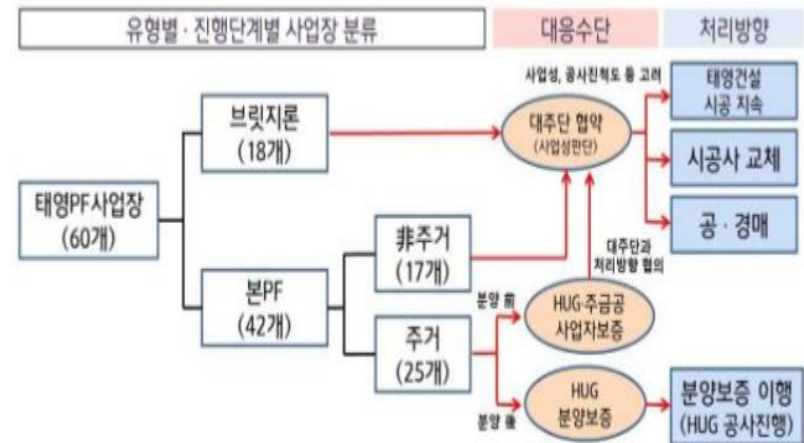 유형별 · 진행단계별 사업장 분류
대응수단
처리방향
사업성, 공사진척도 등 고려
태영건설
시공 지속
브릿지론
(18개)
대주단 협약
(사업성판단)
시공사 교체
태영PF사업장
(60개)
非주거
(17개)
공 · 경매
대주단과
처리방향 협의
본PF
(42개)
분양 前
HUG·주금공
사업자보증
주거
(25개)
HUG
분양보증
분양보증 이행
(HUG 공사진행)
분양 後